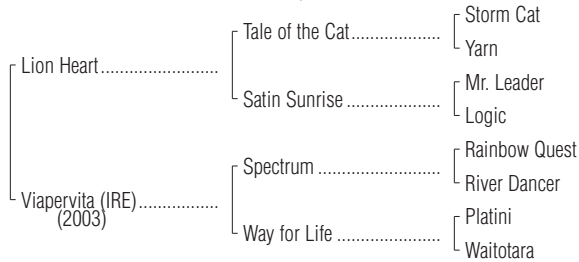 Storm Cat
Tale of the Cat....................
Yarn
Lion Heart..........................
Mr. Leader
Satin Sunrise .....................
Logic
Rainbow Quest
Spectrum ...........................
River Dancer
Viapervita (IRE)..................
(2003)
Platini
Way for Life .......................
Waitotara